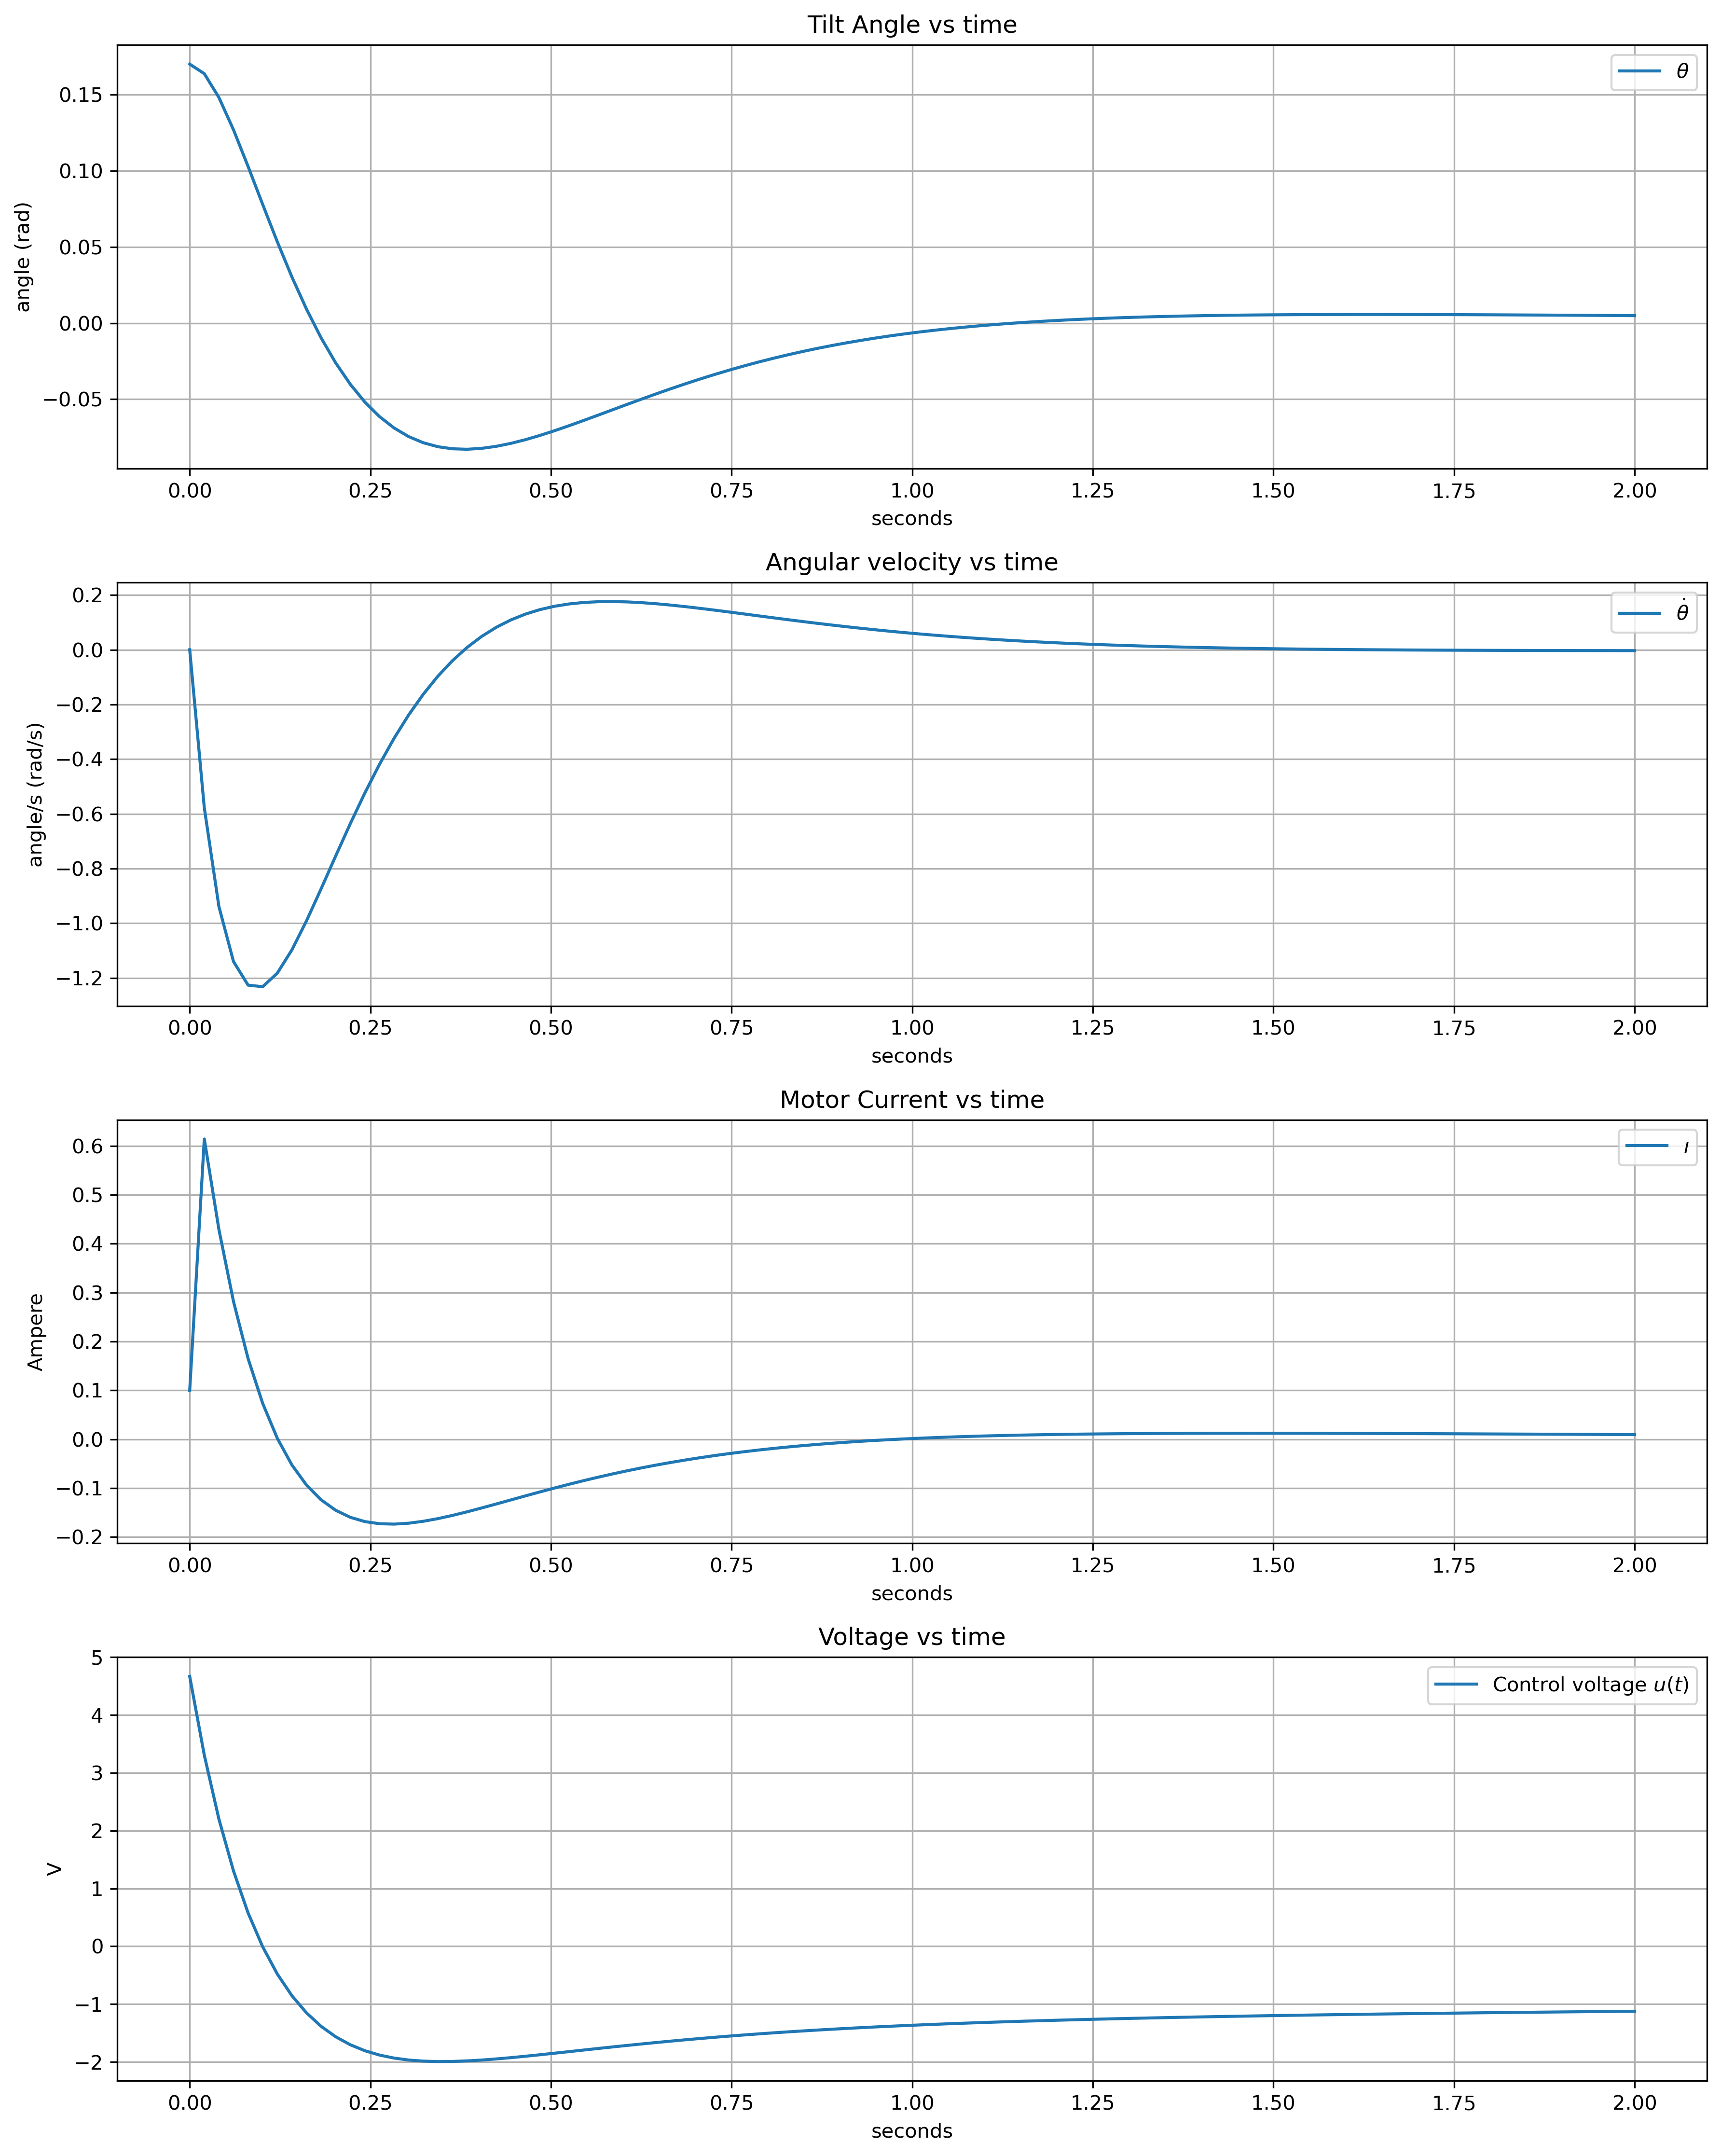 Tilt Angle vs time
θ
0.15
0.10
0.05
0.00
−0.05
angle (rad)
0.00 0.25 0.50 0.75 1.00 1.25 1.50 1.75 2.00
seconds
Angular velocity vs time
θ̇
0.2
0.0
−0.2
−0.4
−0.6
−0.8
−1.0
−1.2
angle/s (rad/s)
0.00 0.25 0.50 0.75 1.00 1.25 1.50 1.75 2.00
seconds
Motor Current vs time
ı
0.6
0.5
0.4
0.3
0.2
0.1
0.0
−0.1
−0.2
Ampere
0.00 0.25 0.50 0.75 1.00 1.25 1.50 1.75 2.00
seconds
Voltage vs time
Control voltage u(t)
5
4
3
2
1
0
−1
−2
V
0.00 0.25 0.50 0.75 1.00 1.25 1.50 1.75 2.00
seconds